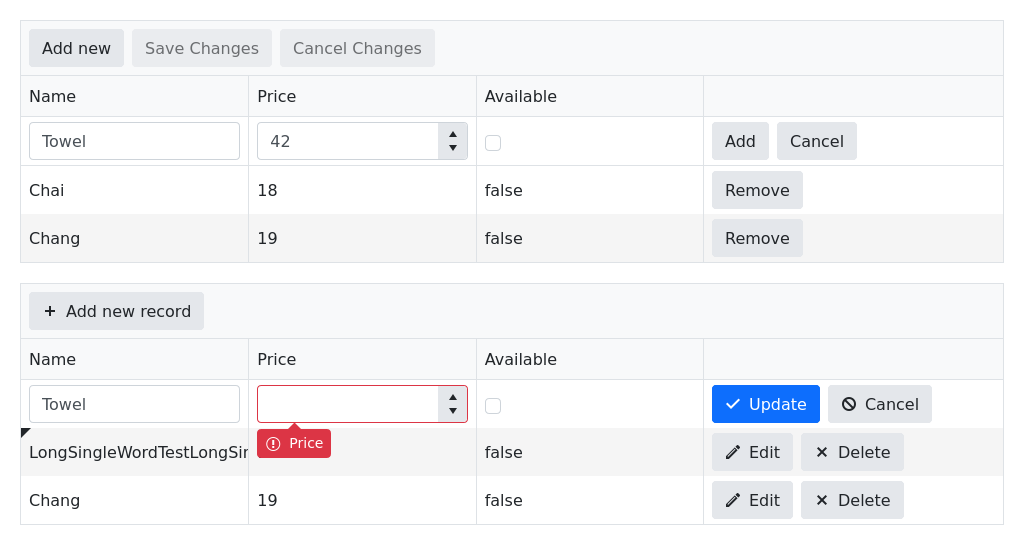 Add new Save Changes Cancel Changes
Name Price Available
Towel 42 Add Cancel
Chai 18 false Remove
Chang 19 false Remove
Add new record
Name Price Available
Towel Update Cancel
Price
LongSingleWordTestLongSin false Edit Delete
Chang 19 false Edit Delete